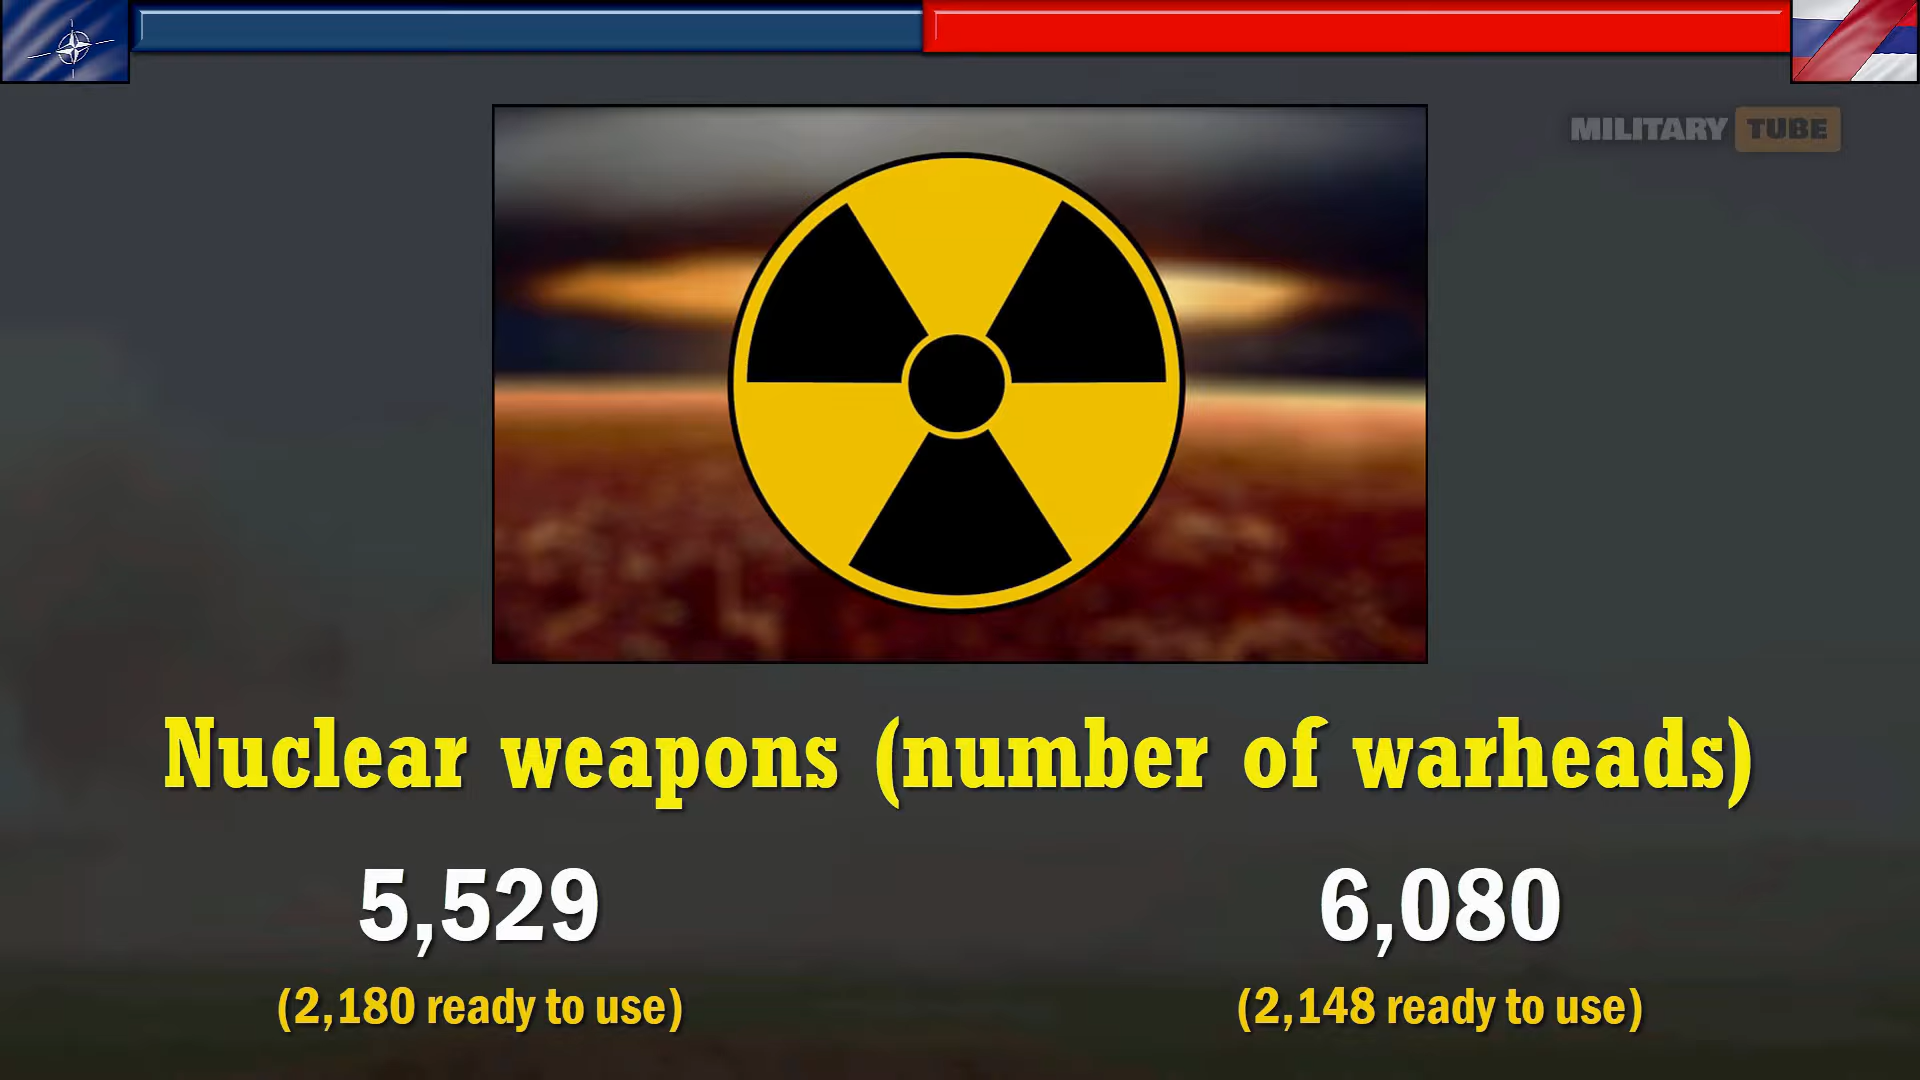 MILITARY TUBE
Nuclear weapons (number of warheads)
5,529 6,080
(2,180 ready to use) (2,148 ready to use)